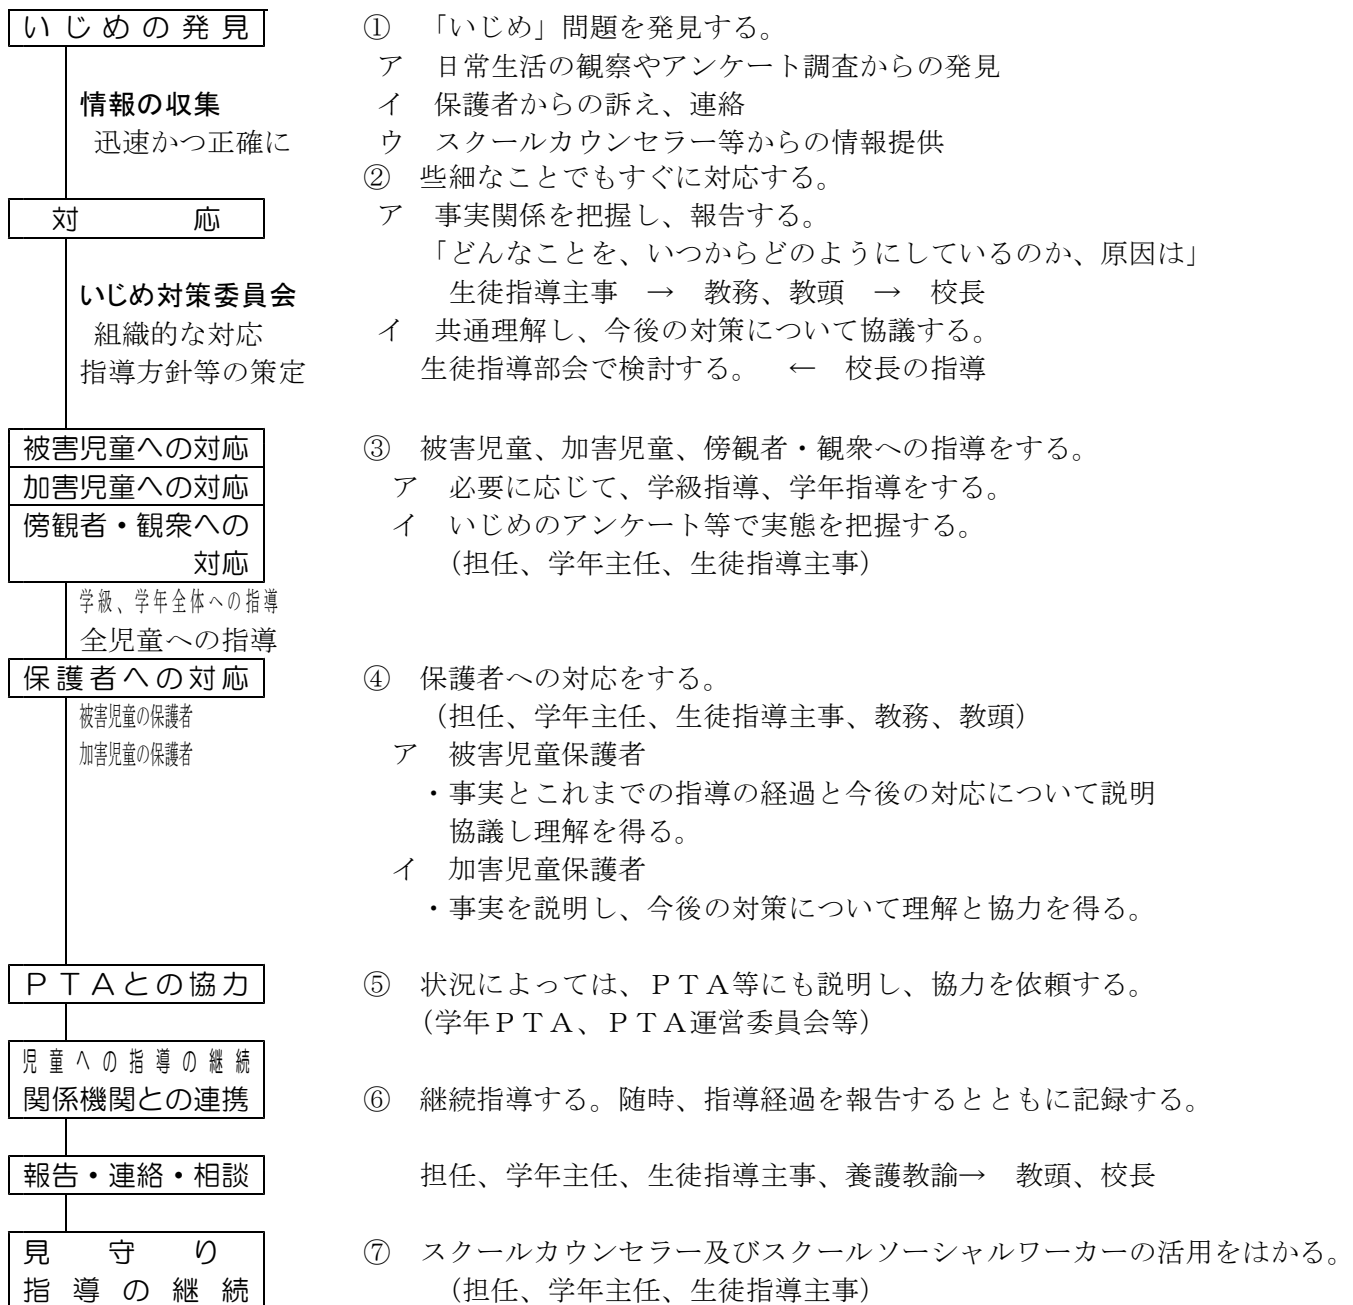 いじめの発見
① 「いじめ」問題を発見する。
ア 日常生活の観察やアンケート調査からの発見
情報の収集
イ 保護者からの訴え、連絡
迅速かつ正確に
ウ スクールカウンセラー等からの情報提供
② 些細なことでもすぐに対応する。
対応
ア 事実関係を把握し、報告する。
「どんなことを、いつからどのようにしているのか、原因は」
いじめ対策委員会
生徒指導主事 → 教務、教頭 → 校長
組織的な対応
イ 共通理解し、今後の対策について協議する。
指導方針等の策定
生徒指導部会で検討する。 ← 校長の指導
被害児童への対応
③ 被害児童、加害児童、傍観者・観衆への指導をする。
加害児童への対応
ア 必要に応じて、学級指導、学年指導をする。
傍観者・観衆への
イ いじめのアンケート等で実態を把握する。
対応
（担任、学年主任、生徒指導主事）
学級、学年全体への指導
全児童への指導
保護者への対応
④ 保護者への対応をする。
被害児童の保護者
（担任、学年主任、生徒指導主事、教務、教頭）
加害児童の保護者
ア 被害児童保護者
・事実とこれまでの指導の経過と今後の対応について説明
協議し理解を得る。
イ 加害児童保護者
・事実を説明し、今後の対策について理解と協力を得る。
ＰＴＡとの協力
⑤ 状況によっては、ＰＴＡ等にも説明し、協力を依頼する。
（学年ＰＴＡ、ＰＴＡ運営委員会等）
児童への指導の継続
関係機関との連携
⑥ 継続指導する。随時、指導経過を報告するとともに記録する。
報告・連絡・相談
担任、学年主任、生徒指導主事、養護教諭→ 教頭、校長
見守り
⑦ スクールカウンセラー及びスクールソーシャルワーカーの活用をはかる。
指導の継続
（担任、学年主任、生徒指導主事）